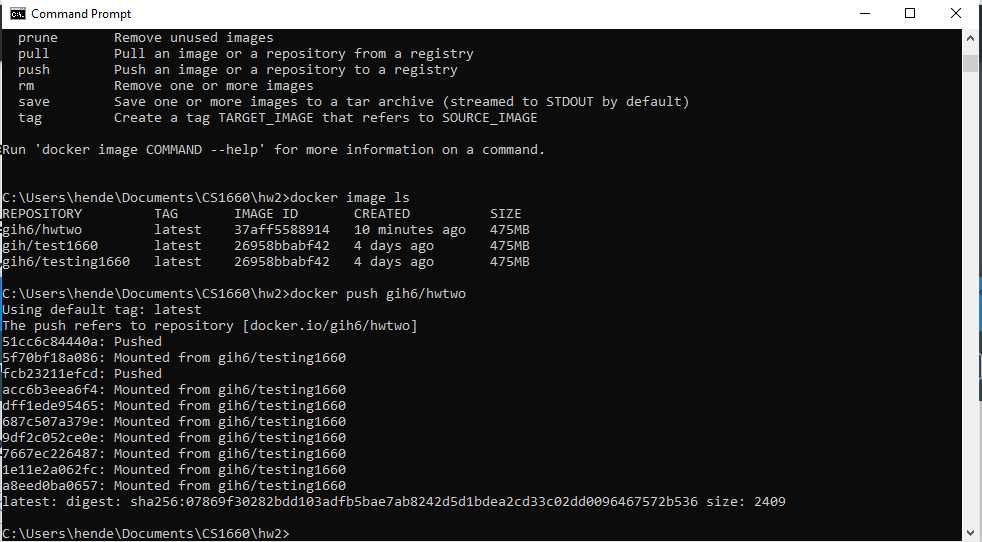 Command Prompt
prune       Remove unused images
pull        Pull an image or a repository from a registry
push        Push an image or a repository to a registry
rm          Remove one or more images
save        Save one or more images to a tar archive (streamed to STDOUT by default)
tag         Create a tag TARGET_IMAGE that refers to SOURCE_IMAGE
Run 'docker image COMMAND --help' for more information on a command.
C:\Users\hende\Documents\CS1660\hw2>docker image ls
REPOSITORY         TAG       IMAGE ID       CREATED          SIZE
gih6/hwtwo         latest    37aff5588914   10 minutes ago   475MB
gih/test1660       latest    26958bbabf42   4 days ago       475MB
gih6/testing1660   latest    26958bbabf42   4 days ago       475MB
C:\Users\hende\Documents\CS1660\hw2>docker push gih6/hwtwo
Using default tag: latest
The push refers to repository [docker.io/gih6/hwtwo]
51cc6c84440a: Pushed
5f70bf18a086: Mounted from gih6/testing1660
fcb23211efcd: Pushed
acc6b3eea6f4: Mounted from gih6/testing1660
dff1ede95465: Mounted from gih6/testing1660
687c507a379e: Mounted from gih6/testing1660
9df2c052ce0e: Mounted from gih6/testing1660
7667ec226487: Mounted from gih6/testing1660
1e11e2a062fc: Mounted from gih6/testing1660
a8eed0ba0657: Mounted from gih6/testing1660
latest: digest: sha256:07869f30282bdd103adfb5bae7ab8242d5d1bdea2cd33c02dd0096467572b536 size: 2409
C:\Users\hende\Documents\CS1660\hw2>